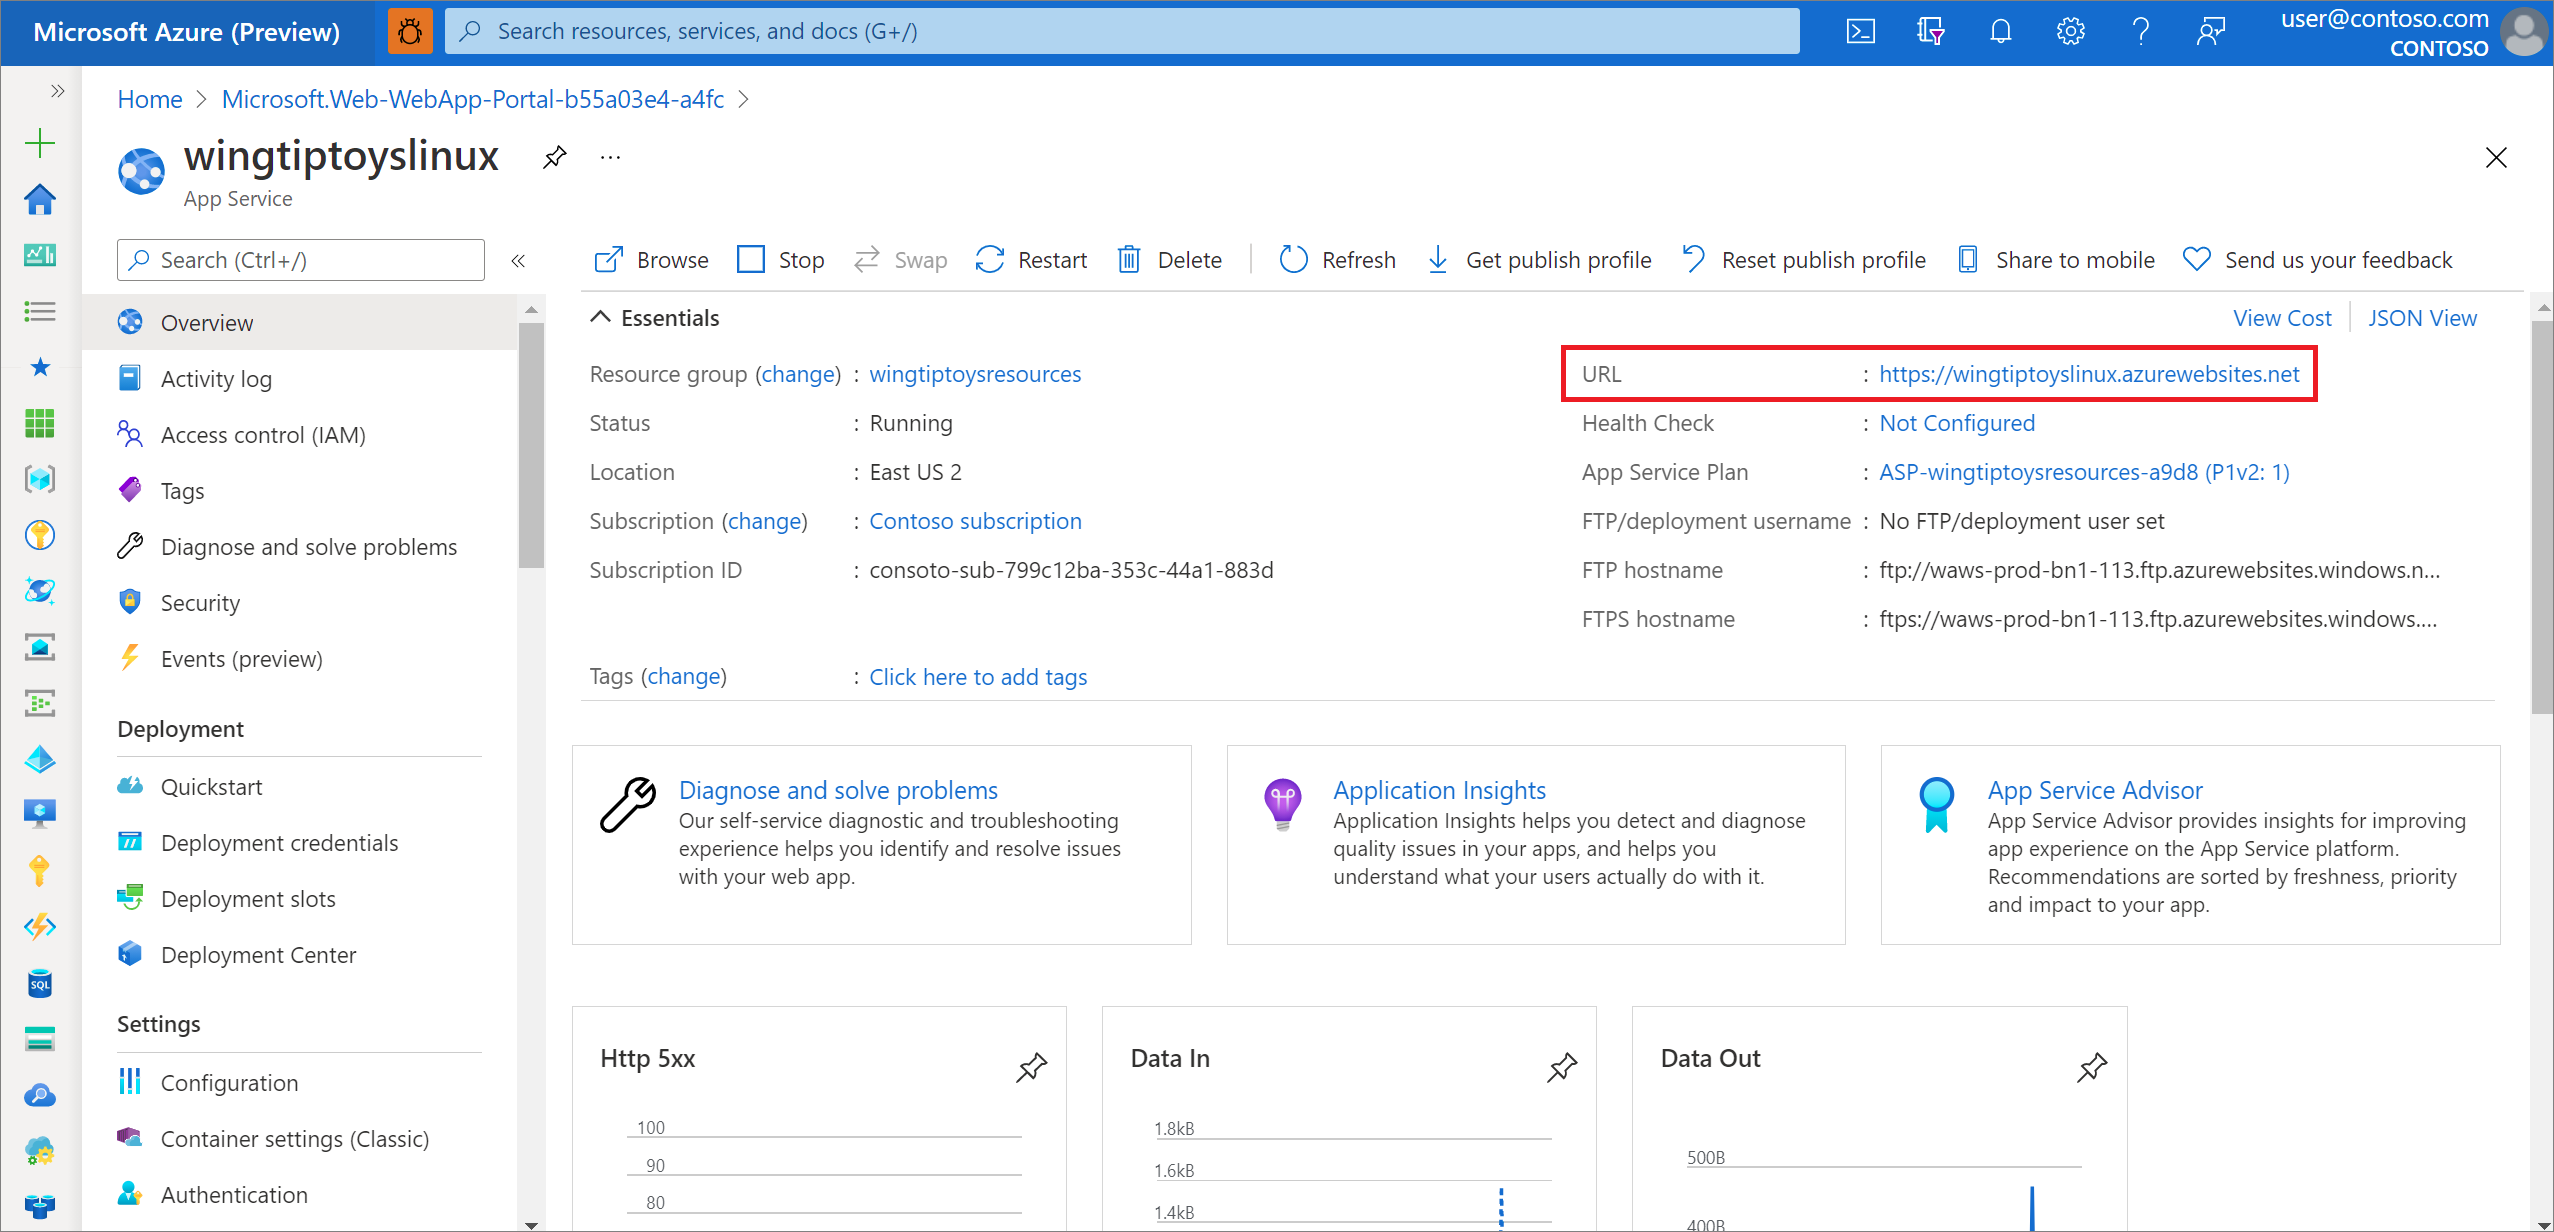 Microsoft Azure (Preview)
Search resources, services, and docs (G+/)
user@contoso.com
CONTOSO
Home > Microsoft.Web-WebApp-Portal-b55a03e4-a4fc >
wingtiptoyslinux
App Service
Search (Ctrl+/)
Browse Stop Swap Restart Delete Refresh Get publish profile Reset publish profile Share to mobile Send us your feedback
Overview
Activity log
Access control (IAM)
Tags
Diagnose and solve problems
Security
Events (preview)
Deployment
Quickstart
Deployment credentials
Deployment slots
Deployment Center
Settings
Configuration
Container settings (Classic)
Authentication
SQL
Essentials
View Cost
JSON View
Resource group (change) : wingtiptoysresources
Status : Running
Location : East US 2
Subscription (change) : Contoso subscription
Subscription ID : consoto-sub-799c12ba-353c-44a1-883d
URL : https://wingtiptoyslinux.azurewebsites.net
Health Check : Not Configured
App Service Plan : ASP-wingtiptoysresources-a9d8 (P1v2: 1)
FTP/deployment username : No FTP/deployment user set
FTP hostname : ftp://waws-prod-bn1-113.ftp.azurewebsites.windows.n...
FTPS hostname : ftps://waws-prod-bn1-113.ftp.azurewebsites.windows....
Tags (change) : Click here to add tags
Diagnose and solve problems
Our self-service diagnostic and troubleshooting
experience helps you identify and resolve issues
with your web app.
Application Insights
Application Insights helps you detect and diagnose
quality issues in your apps, and helps you
understand what your users actually do with it.
App Service Advisor
App Service Advisor provides insights for improving
app experience on the App Service platform.
Recommendations are sorted by freshness, priority
and impact to your app.
Http 5xx
100
90
80
Data In
1.8kB
1.6kB
1.4kB
Data Out
500B
400B